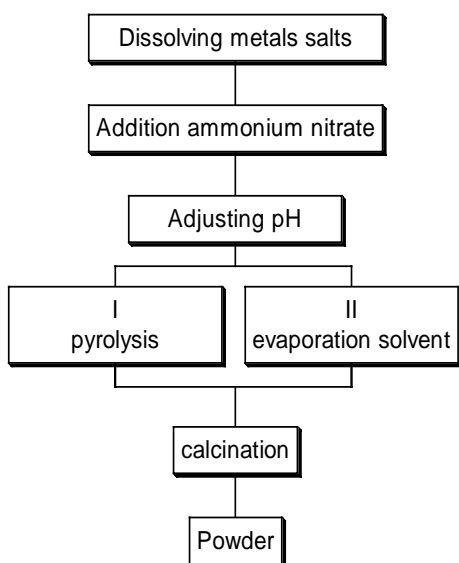 Dissolving metals salts
Addition ammonium nitrate
Adjusting pH
I
pyrolysis
II
evaporation solvent
calcination
Powder